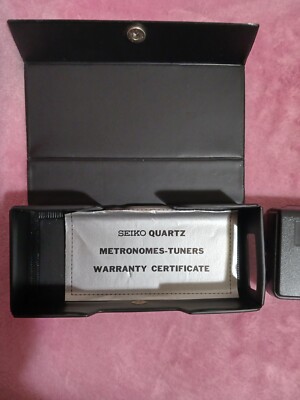 SEIKO QUARTZ
METRONOMES-TUNERS
WARRANTY CERTIFICATE